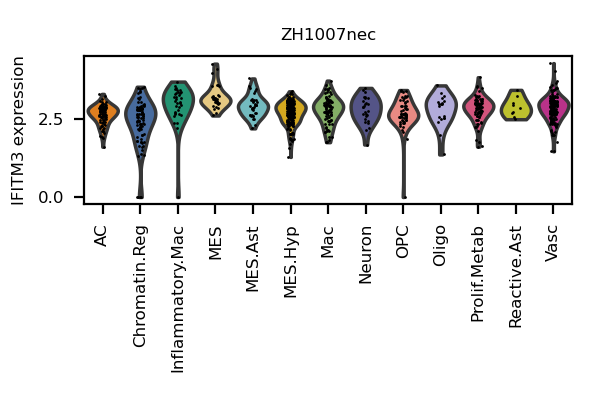 ZH1007nec
IFITM3 expression
2.5
0.0
AC
Chromatin.Reg
Inflammatory.Mac
MES
MES.Ast
MES.Hyp
Mac
Neuron
OPC
Oligo
Prolif.Metab
Reactive.Ast
Vasc